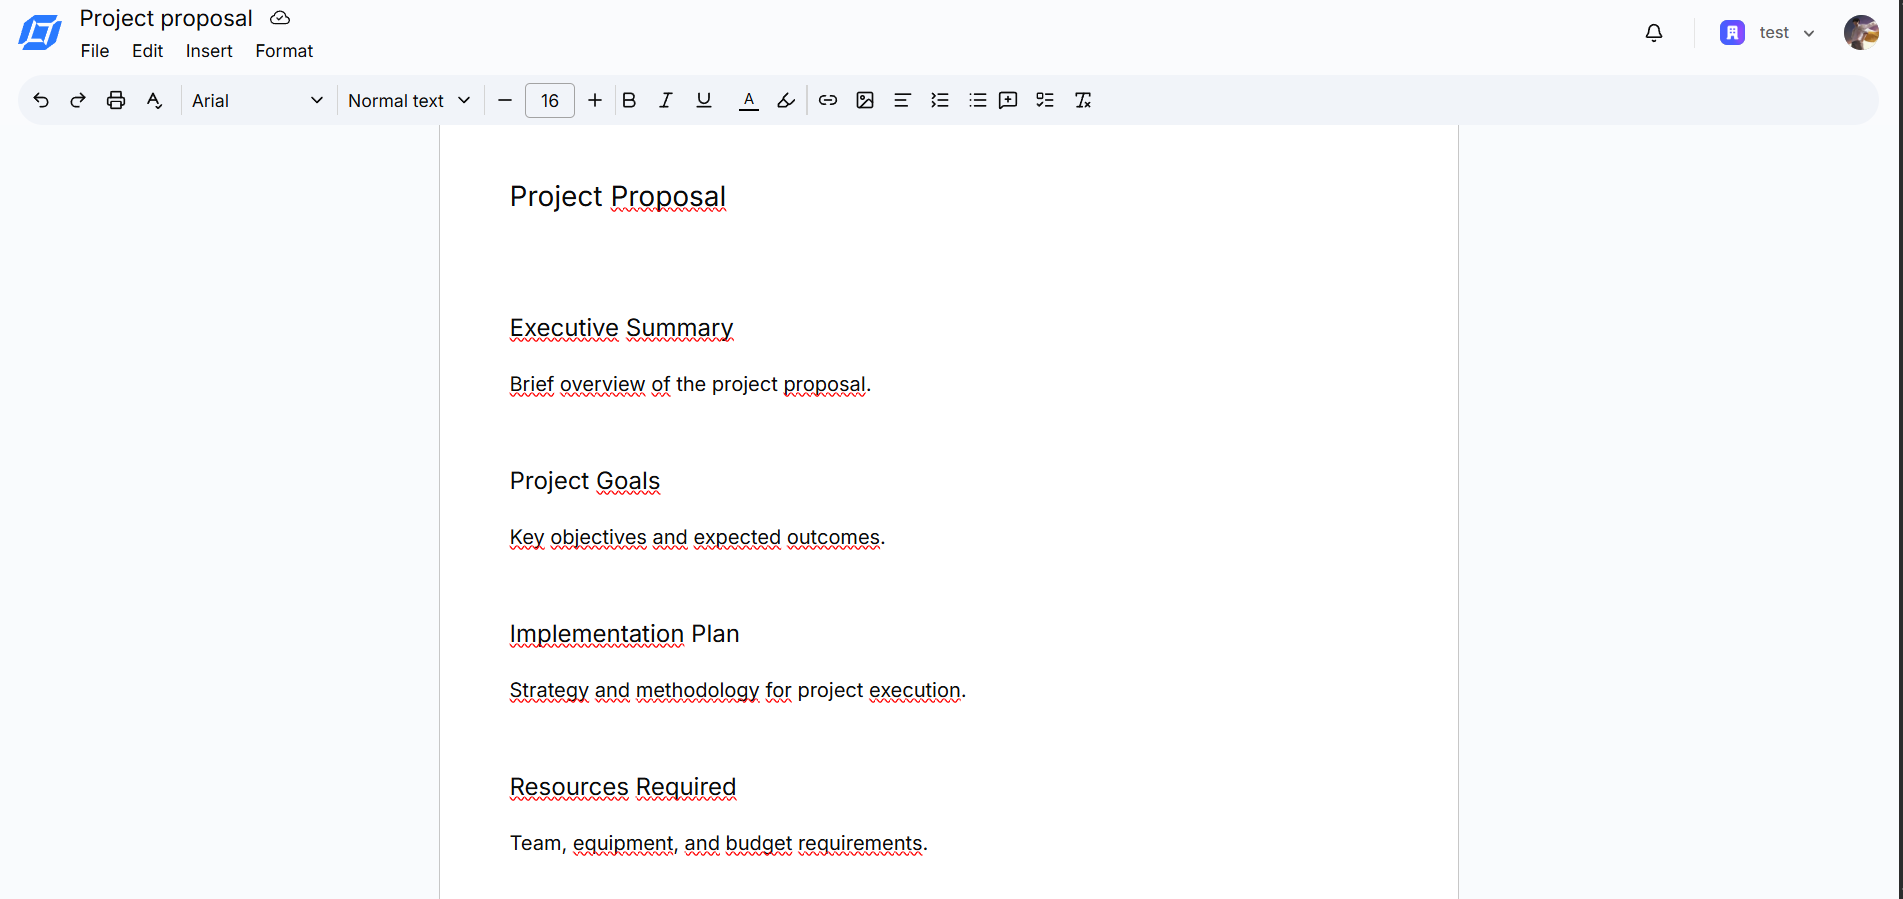 Project proposal
File Edit Insert Format
test
Arial Normal text 16 A
Project Proposal
Executive Summary
Brief overview of the project proposal.
Project Goals
Key objectives and expected outcomes.
Implementation Plan
Strategy and methodology for project execution.
Resources Required
Team, equipment, and budget requirements.